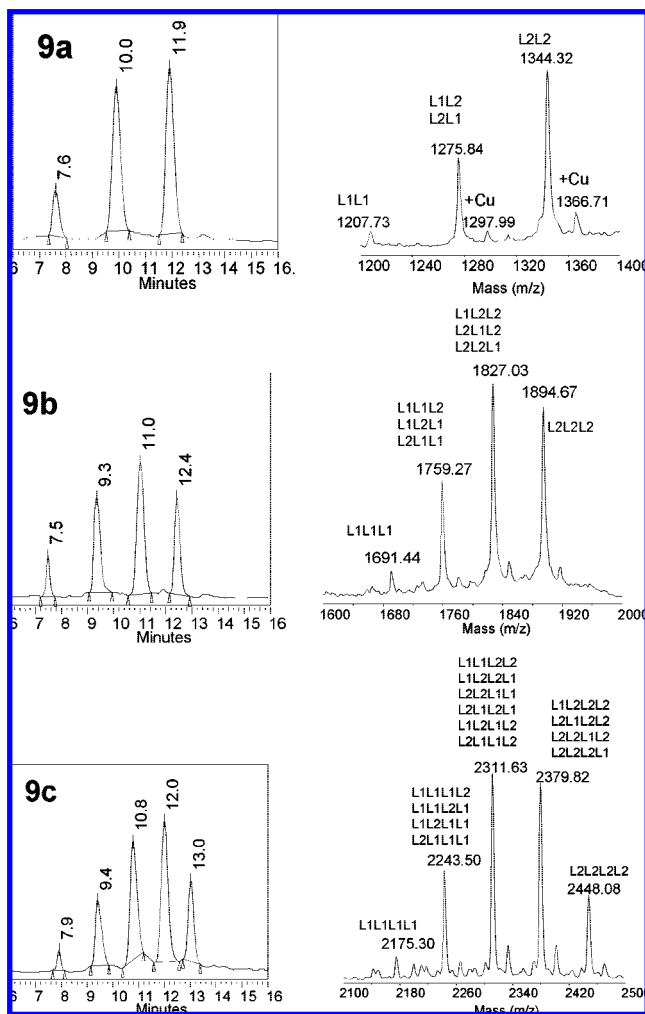 9a
7.6
10.0
11.9
6 7 8 9 10 11 12 13 14 15 16.
Minutes
L1L1
1207.73
L1L2
L2L1
1275.84
+Cu
1297.99
L2L2
1344.32
+Cu
1366.71
1200 1240 1280 1320 1360 1400
Mass (m/z)
9b
7.5
9.3
11.0
12.4
6 7 8 9 10 11 12 13 14 15 16
Minutes
L1L1L1
1691.44
L1L1L2
L1L2L1
L2L1L1
1759.27
L1L2L2
L2L1L2
L2L2L1
1827.03
1894.67
L2L2L2
1600 1680 1760 1840 1920 2000
Mass (m/z)
9c
7.9
9.4
10.8
12.0
13.0
6 7 8 9 10 11 12 13 14 15 16
Minutes
L1L1L1L1
2175.30
L1L1L1L2
L1L1L2L1
L1L2L1L1
L2L1L1L1
2243.50
L1L1L2L2
L1L2L2L1
L2L2L1L1
L2L1L2L1
L1L2L1L2
L2L1L1L2
2311.63
L1L2L2L2
L2L1L2L2
L2L2L1L2
L2L2L2L1
2379.82
L2L2L2L2
2448.08
2100 2180 2260 2340 2420 2500
Mass (m/z)